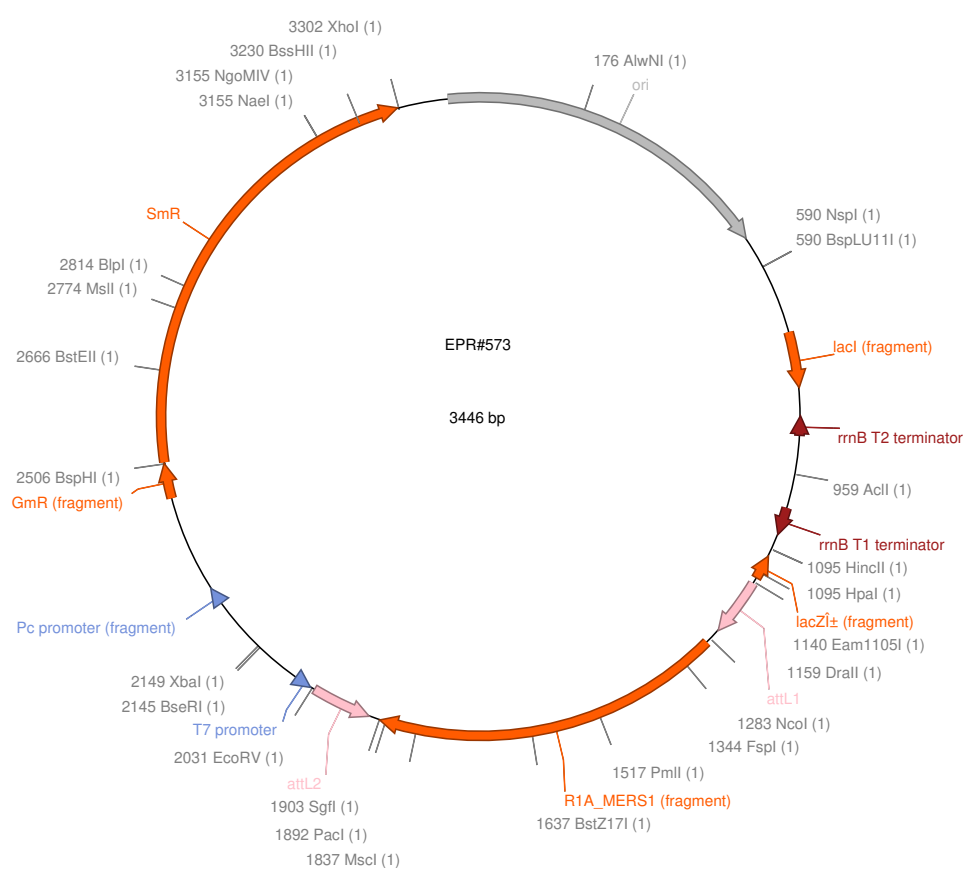 3302 XhoI (1)
3230 BssHII (1)
3155 NgoMIV (1)
3155 NaeI (1)
176 AlwNI (1)
ori
SmR
590 NspI (1)
590 BspLU11I (1)
2814 BlpI (1)
2774 MslI (1)
2666 BstEII (1)
EPR#573
lacI (fragment)
3446 bp
rrnB T2 terminator
2506 BspHI (1)
GmR (fragment)
959 AclI (1)
rrnB T1 terminator
1095 HincII (1)
1095 HpaI (1)
lacZÎ± (fragment)
Pc promoter (fragment)
1140 Eam1105I (1)
1159 DraII (1)
2149 XbaI (1)
2145 BseRI (1)
attL1
T7 promoter
1283 NcoI (1)
1344 FspI (1)
2031 EcoRV (1)
attL2
1517 PmlI (1)
R1A_MERS1 (fragment)
1903 SgfI (1)
1637 BstZ17I (1)
1892 PacI (1)
1837 MscI (1)